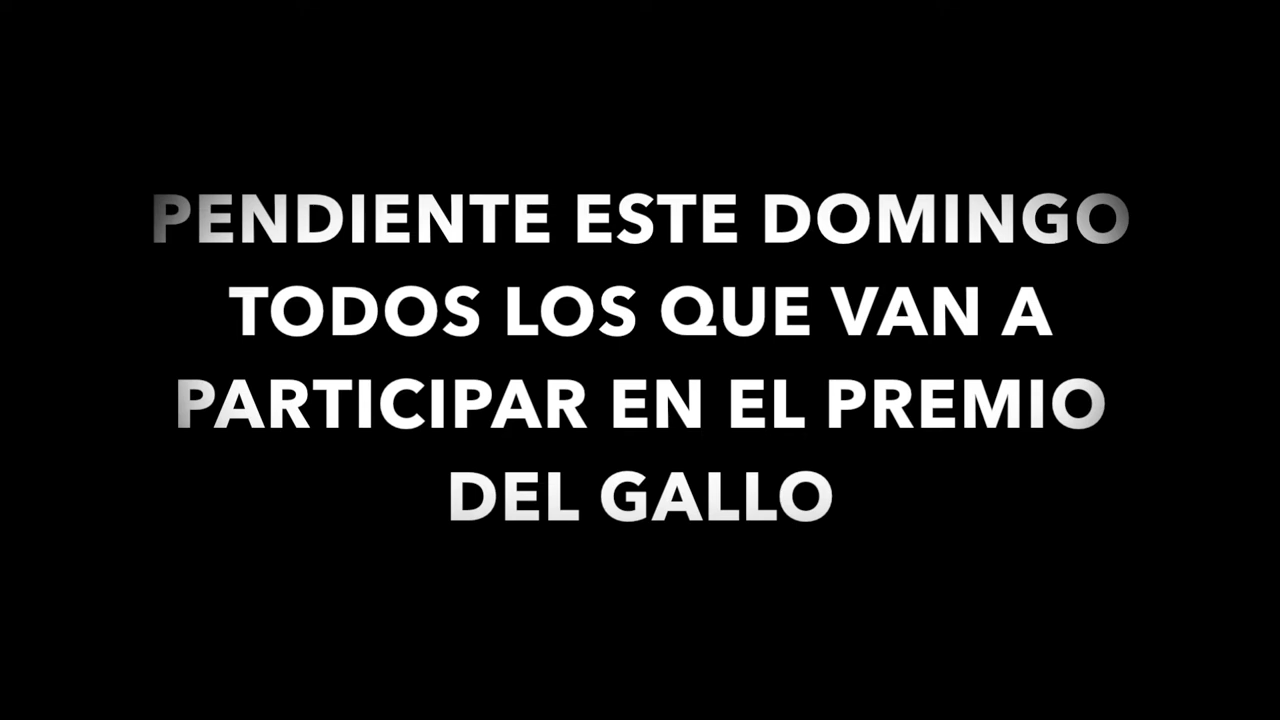 PENDIENTE ESTE DOMINGO
TODOS LOS QUE VAN A
PARTICIPAR EN EL PREMIO
DEL GALLO